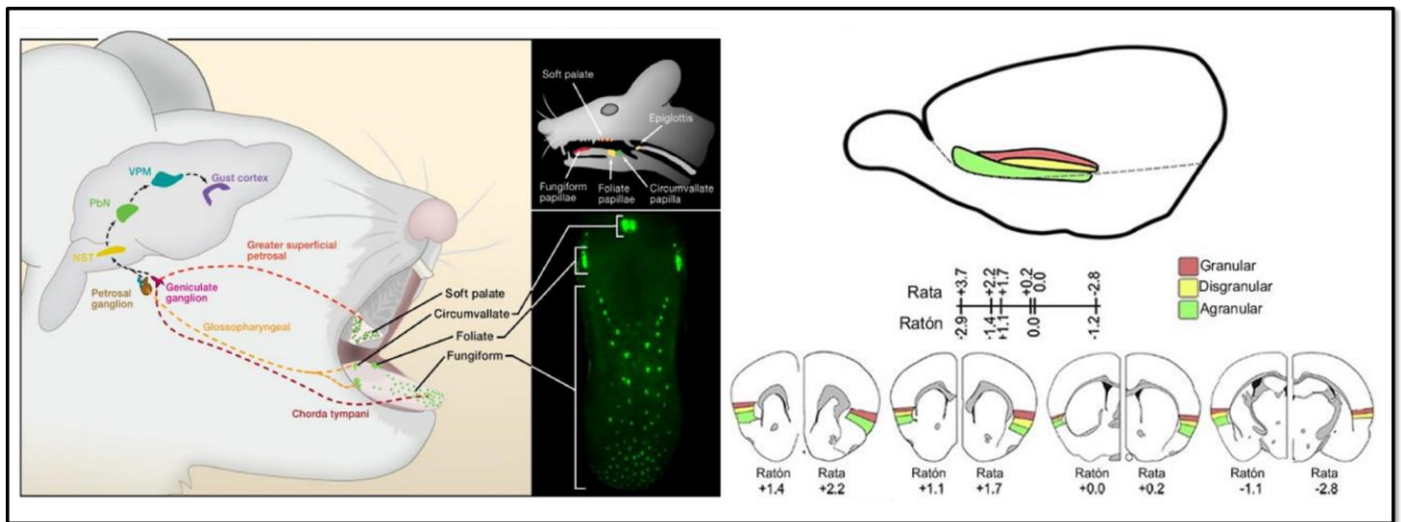 VPM
Gust cortex
PbN
NST
Petrosal
ganglion
Geniculate
ganglion
Greater superficial
petrosal
Glossopharyngeal
Chorda tympani
Soft palate
Circumvallate
Foliate
Fungiform
Soft palate
Epiglottis
Fungiform
papillae
Foliate
papillae
Circumvallate
papilla
Granular
Disgranular
Agranular
Rata +3.7 +2.2 +1.7 +0.2 0.0 -2.8
Ratón -2.9 -1.4 +1.1 0.0 -1.2
Ratón Rata
+1.4 +2.2
Ratón Rata
+1.1 +1.7
Ratón Rata
+0.0 +0.2
Ratón Rata
-1.1 -2.8